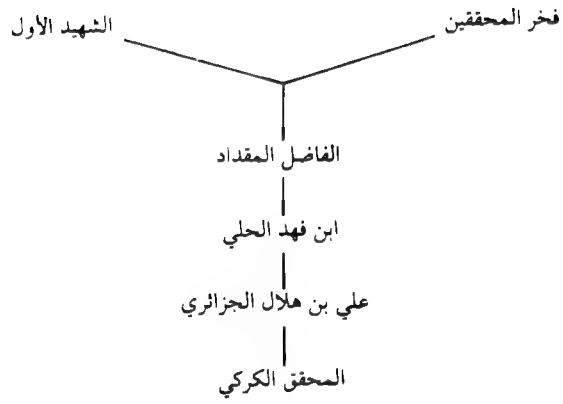 فخر المحققين
الشهيد الأول
الفاضل المقداد
ابن فهد الحلي
علي بن هلال الجزائري
المحقق الكركي